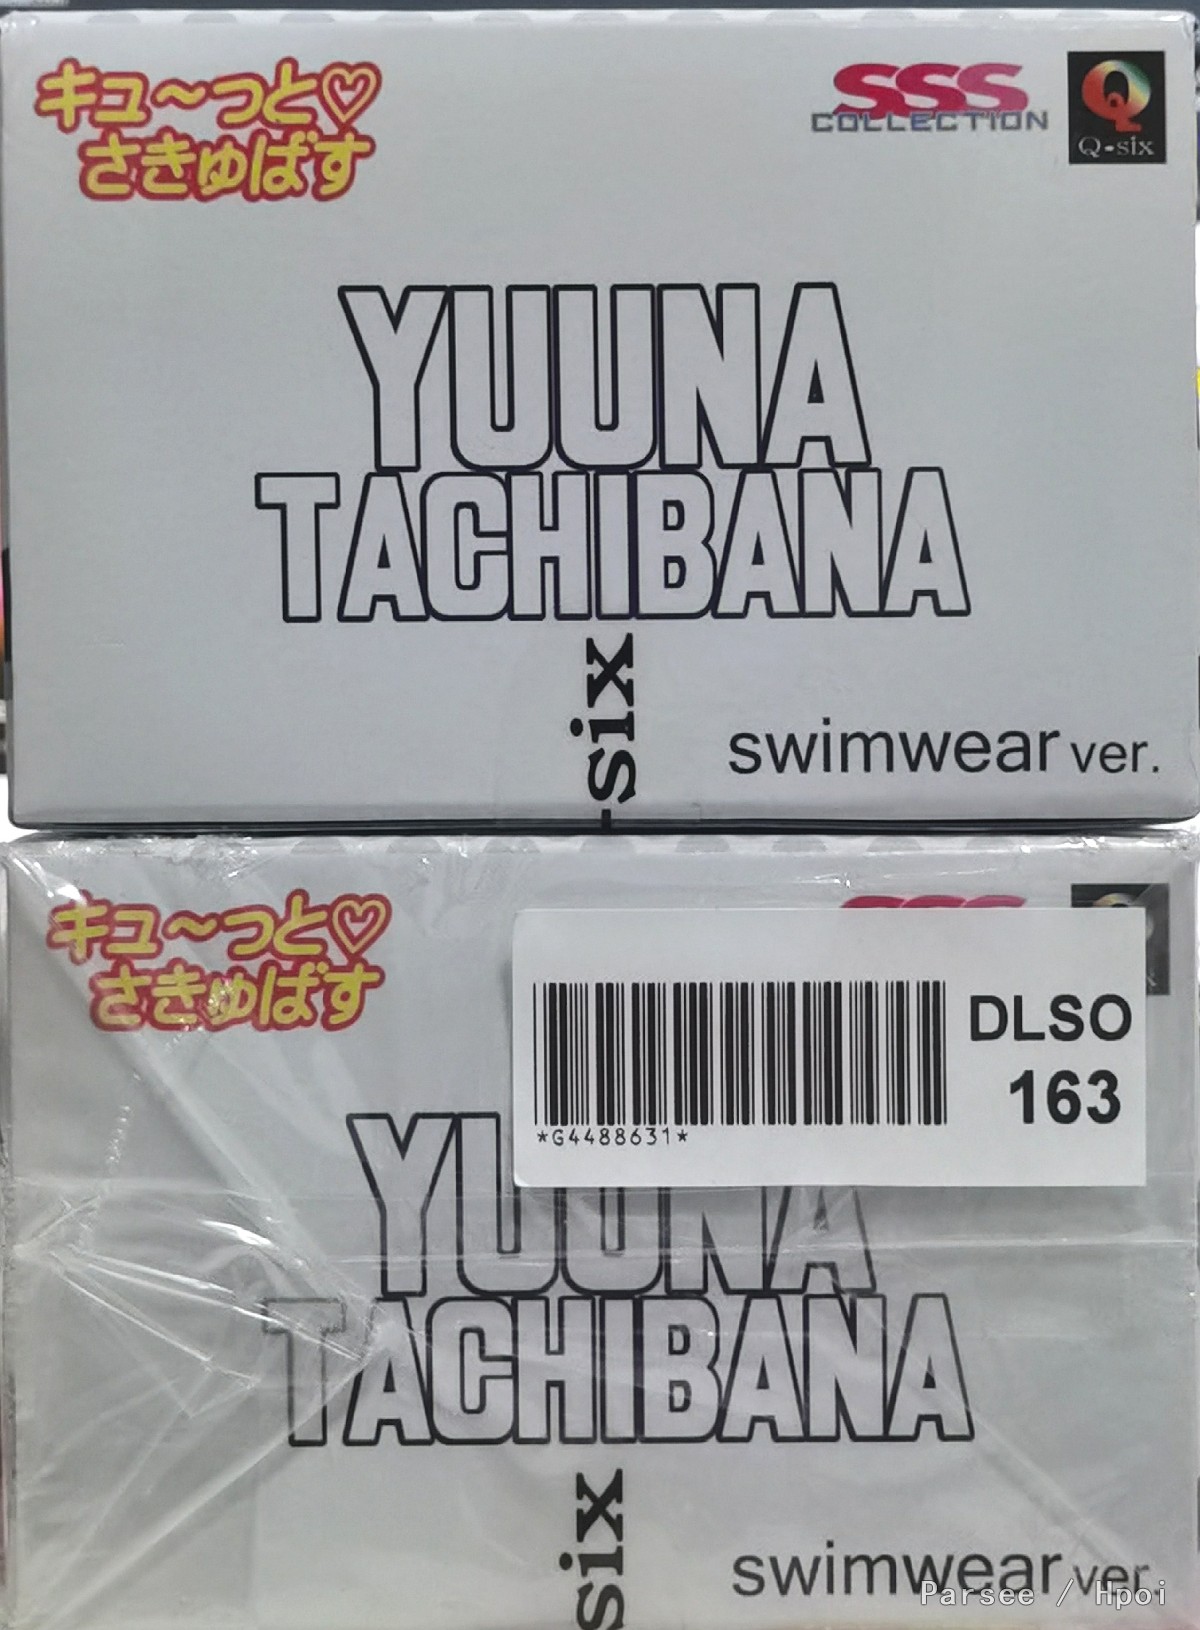 キュ〜っと♡
さきゅばす
SSS
COLLECTION
Q-six
YUUNA
TACHIBANA
-six
swimwear ver.
キュ〜っと♡
さきゅばす
DLSO
163
*G4488631*
YUUNA
TACHIBANA
six
swimwear ver.
Parsee / Hpoi